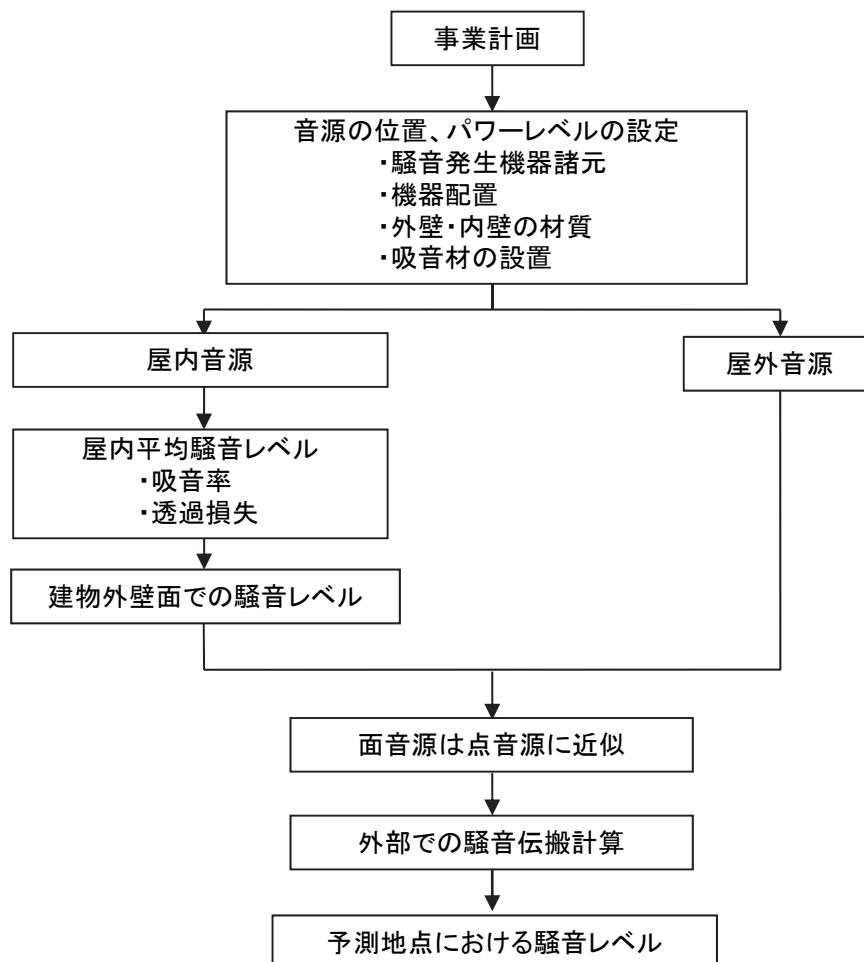 事業計画
音源の位置、パワーレベルの設定
・騒音発生機器諸元
・機器配置
・外壁・内壁の材質
・吸音材の設置
屋内音源
屋外音源
屋内平均騒音レベル
・吸音率
・透過損失
建物外壁面での騒音レベル
面音源は点音源に近似
外部での騒音伝搬計算
予測地点における騒音レベル